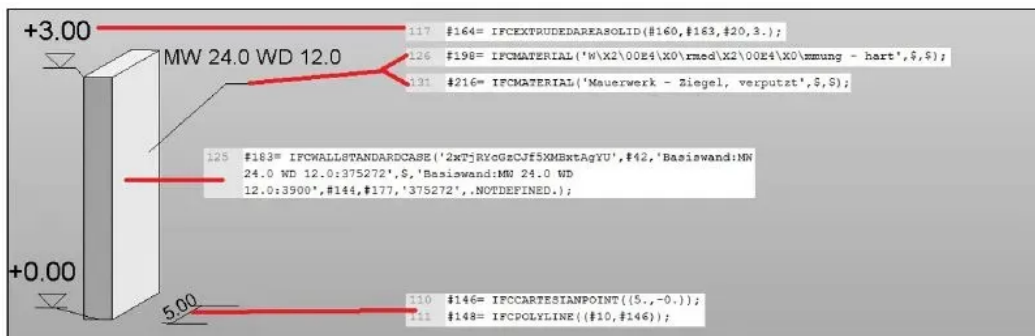 +3.00
117 #164= IFCEXTRUDEDAREASOLID(#160,#163,#20,3.);
MW 24.0 WD 12.0
126 #198= IFCMATERIAL('W\X2\00E4\X0\rmed\X2\00E4\X0\mmung - hart',$,$);
131 #216= IFCMATERIAL('Mauerwerk - Ziegel, verputzt',$,$);
125 #183= IFCWALLSTANDARDCASE('2xTjRYcGzCJf5XMBxtAgYU',#42,'Basiswand:MW
24.0 WD 12.0:375272',$,'Basiswand:MW 24.0 WD
12.0:3900',#144,#177,'375272',.NOTDEFINED.);
+0.00
5.00
110 #146= IFCCARTESIANPOINT((5.,-0.));
111 #148= IFCPOLYLINE((#10,#146));